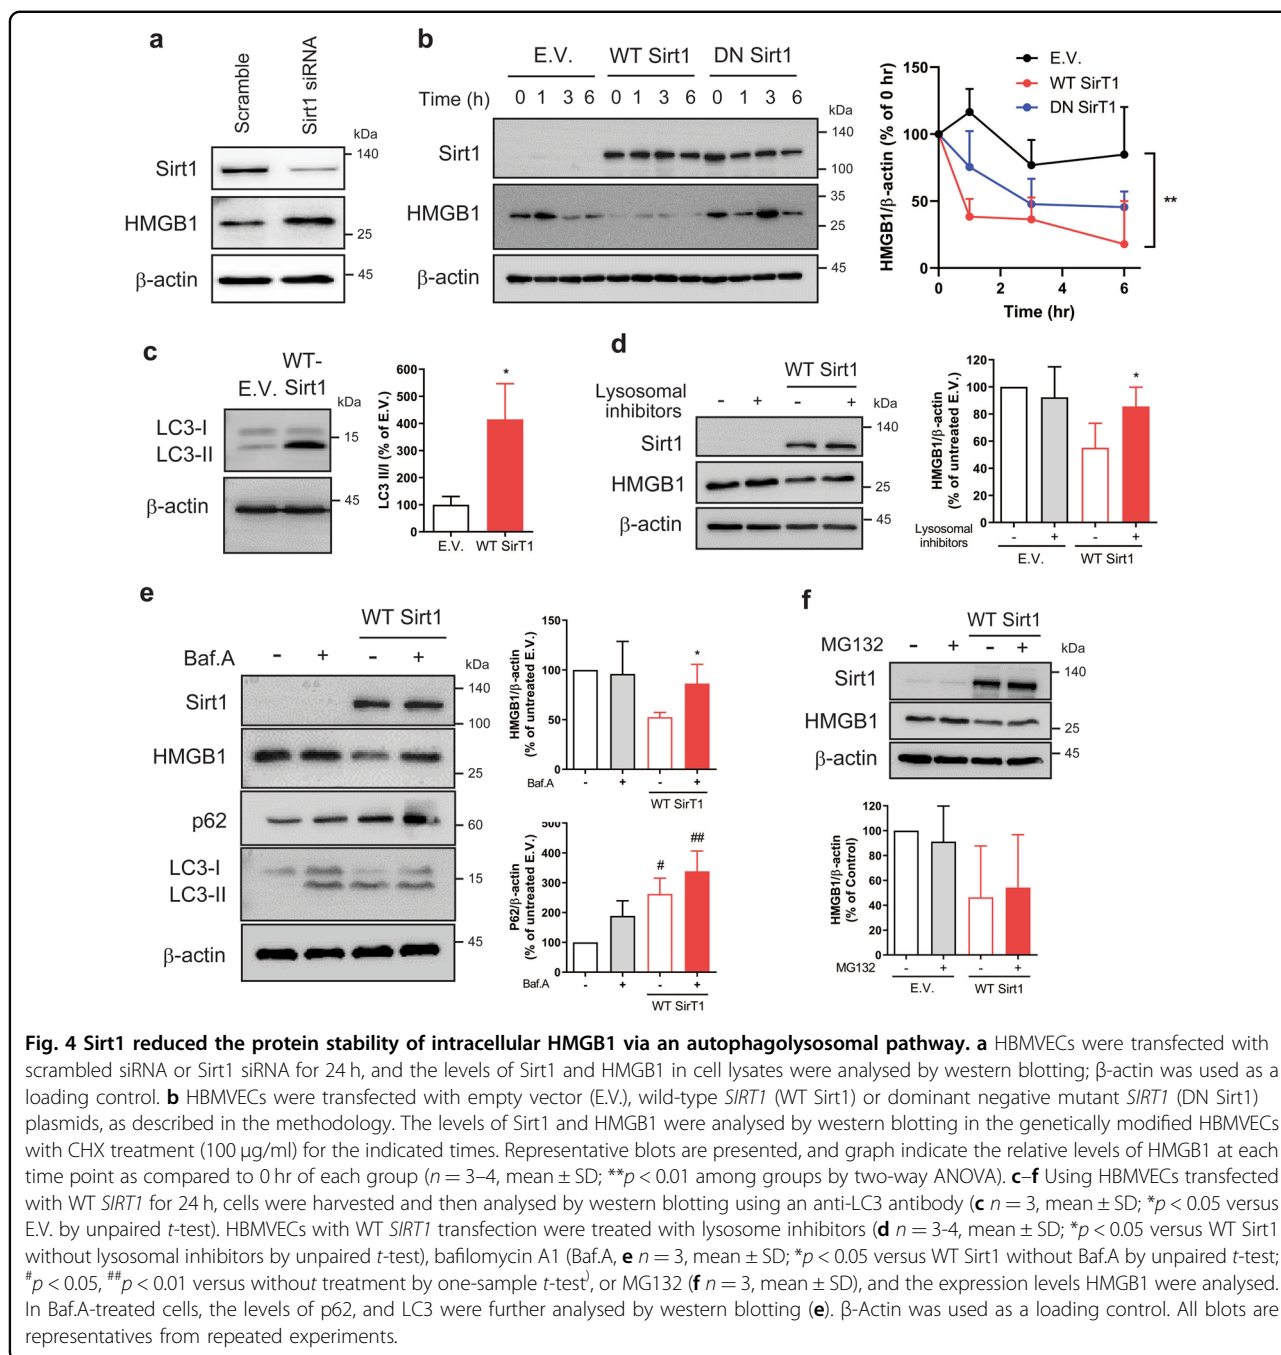 a
Scramble
Sirt1 siRNA
kDa
Sirt1
140
HMGB1
25
β-actin
45
b
E.V. WT Sirt1 DN Sirt1
Time (h) 0 1 3 6 0 1 3 6 0 1 3 6
kDa
Sirt1
140
100
HMGB1
35
25
β-actin
45
E.V.
WT SirT1
DN SirT1
HMGB1/β-actin (% of 0 hr)
150
100
50
0
0 2 4 6
Time (hr)
**
c
E.V. WT-
Sirt1
kDa
LC3-I
15
LC3-II
β-actin
45
LC3 II/I (% of E.V.)
600
500
400
300
200
100
0
*
E.V. WT SirT1
d
WT Sirt1
Lysosomal
inhibitors
- + - +
kDa
Sirt1
140
HMGB1
25
β-actin
45
HMGB1/β-actin
(% of untreated E.V.)
120
100
80
60
40
20
0
*
Lysosomal
inhibitors
- + - +
E.V. WT Sirt1
e
WT Sirt1
Baf.A - + - +
kDa
Sirt1
140
100
HMGB1
25
p62
60
LC3-I
15
LC3-II
β-actin
45
HMGB1/β-actin
(% of untreated E.V.)
150
100
50
0
*
Baf.A - + - +
WT SirT1
P62/β-actin
(% of untreated E.V.)
500
400
300
200
100
0
#
##
Baf.A - + - +
WT SirT1
f
WT Sirt1
MG132 - + - +
kDa
Sirt1
140
HMGB1
25
β-actin
45
HMGB1/β-actin
(% of Control)
120
100
80
60
40
20
0
MG132 - + - +
E.V. WT Sirt1
Fig. 4 Sirt1 reduced the protein stability of intracellular HMGB1 via an autophagolysosomal pathway. a HBMVECs were transfected with
scrambled siRNA or Sirt1 siRNA for 24 h, and the levels of Sirt1 and HMGB1 in cell lysates were analysed by western blotting; β-actin was used as a
loading control. b HBMVECs were transfected with empty vector (E.V.), wild-type SIRT1 (WT Sirt1) or dominant negative mutant SIRT1 (DN Sirt1)
plasmids, as described in the methodology. The levels of Sirt1 and HMGB1 were analysed by western blotting in the genetically modified HBMVECs
with CHX treatment (100 μg/ml) for the indicated times. Representative blots are presented, and graph indicate the relative levels of HMGB1 at each
time point as compared to 0 hr of each group (n = 3–4, mean ± SD; **p < 0.01 among groups by two-way ANOVA). c–f Using HBMVECs transfected
with WT SIRT1 for 24 h, cells were harvested and then analysed by western blotting using an anti-LC3 antibody (c n = 3, mean ± SD; *p < 0.05 versus
E.V. by unpaired t-test). HBMVECs with WT SIRT1 transfection were treated with lysosome inhibitors (d n = 3-4, mean ± SD; *p < 0.05 versus WT Sirt1
without lysosomal inhibitors by unpaired t-test), bafilomycin A1 (Baf.A, e n = 3, mean ± SD; *p < 0.05 versus WT Sirt1 without Baf.A by unpaired t-test;
#p < 0.05, ##p < 0.01 versus without treatment by one-sample t-test), or MG132 (f n = 3, mean ± SD), and the expression levels HMGB1 were analysed.
In Baf.A-treated cells, the levels of p62, and LC3 were further analysed by western blotting (e). β-Actin was used as a loading control. All blots are
representatives from repeated experiments.